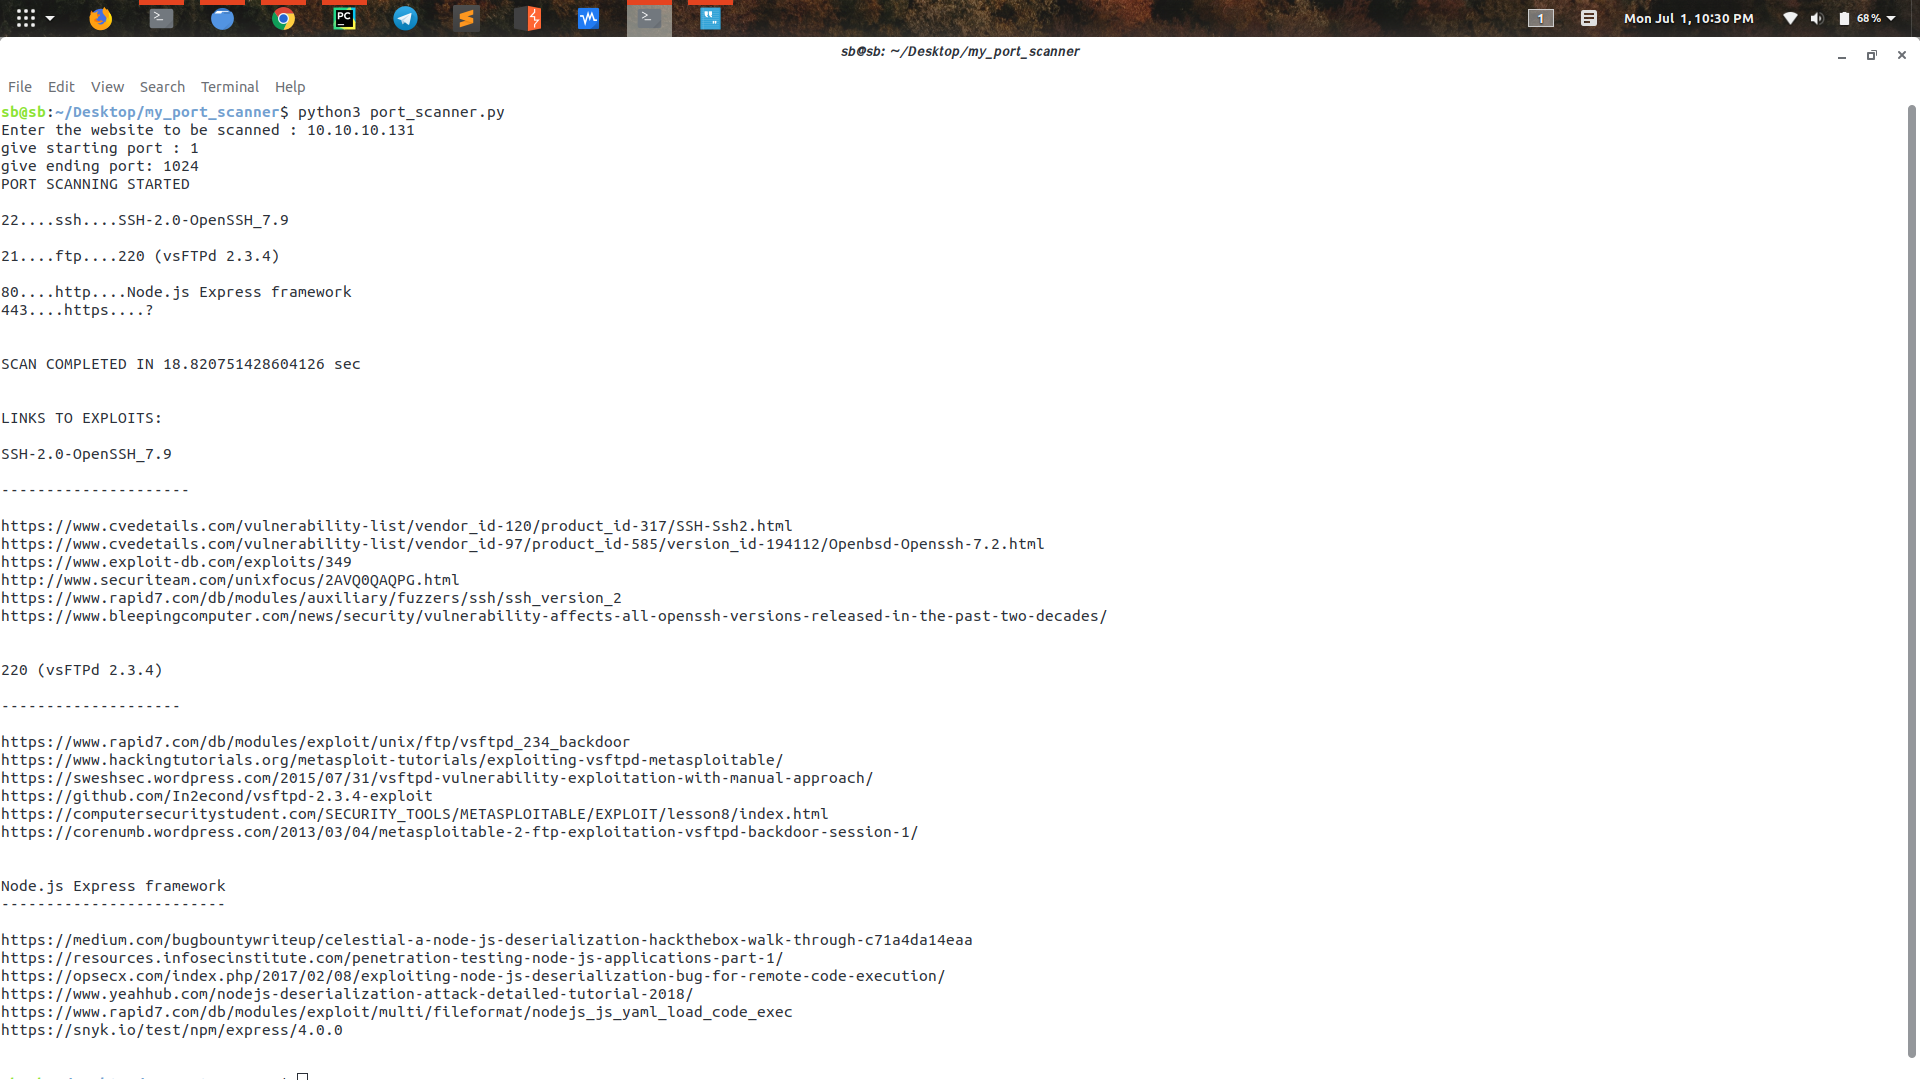 1
Mon Jul 1, 10:30 PM
68 %
sb@sb: ~/Desktop/my_port_scanner
File Edit View Search Terminal Help
sb@sb:~/Desktop/my_port_scanner$ python3 port_scanner.py
Enter the website to be scanned : 10.10.10.131
give starting port : 1
give ending port: 1024
PORT SCANNING STARTED
22....ssh....SSH-2.0-OpenSSH_7.9
21....ftp....220 (vsFTPd 2.3.4)
80....http....Node.js Express framework
443....https....?
SCAN COMPLETED IN 18.820751428604126 sec
LINKS TO EXPLOITS:
SSH-2.0-OpenSSH_7.9
---------------------
https://www.cvedetails.com/vulnerability-list/vendor_id-120/product_id-317/SSH-Ssh2.html
https://www.cvedetails.com/vulnerability-list/vendor_id-97/product_id-585/version_id-194112/Openbsd-Openssh-7.2.html
https://www.exploit-db.com/exploits/349
http://www.securiteam.com/unixfocus/2AVQ0QAQPG.html
https://www.rapid7.com/db/modules/auxiliary/fuzzers/ssh/ssh_version_2
https://www.bleepingcomputer.com/news/security/vulnerability-affects-all-openssh-versions-released-in-the-past-two-decades/
220 (vsFTPd 2.3.4)
--------------------
https://www.rapid7.com/db/modules/exploit/unix/ftp/vsftpd_234_backdoor
https://www.hackingtutorials.org/metasploit-tutorials/exploiting-vsftpd-metasploitable/
https://sweshsec.wordpress.com/2015/07/31/vsftpd-vulnerability-exploitation-with-manual-approach/
https://github.com/In2econd/vsftpd-2.3.4-exploit
https://computersecuritystudent.com/SECURITY_TOOLS/METASPLOITABLE/EXPLOIT/lesson8/index.html
https://corenumb.wordpress.com/2013/03/04/metasploitable-2-ftp-exploitation-vsftpd-backdoor-session-1/
Node.js Express framework
-------------------------
https://medium.com/bugbountywriteup/celestial-a-node-js-deserialization-hackthebox-walk-through-c71a4da14eaa
https://resources.infosecinstitute.com/penetration-testing-node-js-applications-part-1/
https://opsecx.com/index.php/2017/02/08/exploiting-node-js-deserialization-bug-for-remote-code-execution/
https://www.yeahhub.com/nodejs-deserialization-attack-detailed-tutorial-2018/
https://www.rapid7.com/db/modules/exploit/multi/fileformat/nodejs_js_yaml_load_code_exec
https://snyk.io/test/npm/express/4.0.0